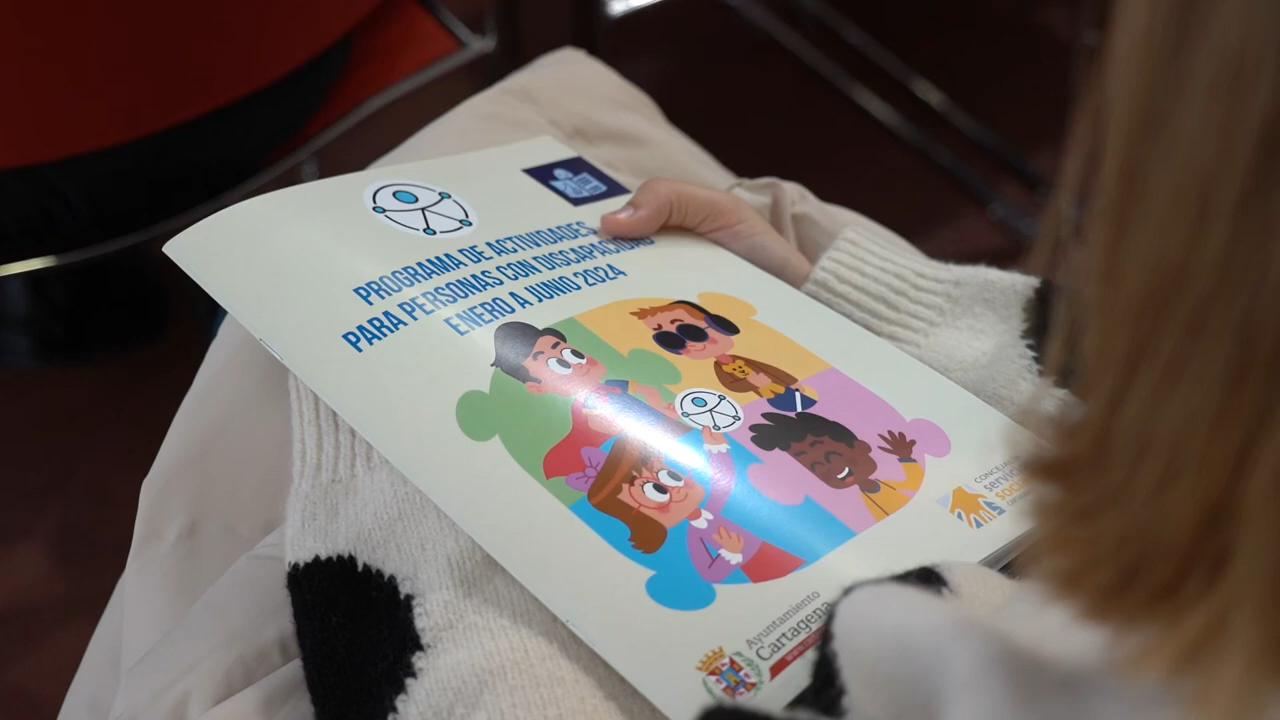 PROGRAMA DE ACTIVIDADES
PARA PERSONAS CON DISCAPACIDAD
ENERO A JUNIO 2024
Ayuntamiento
Cartagena